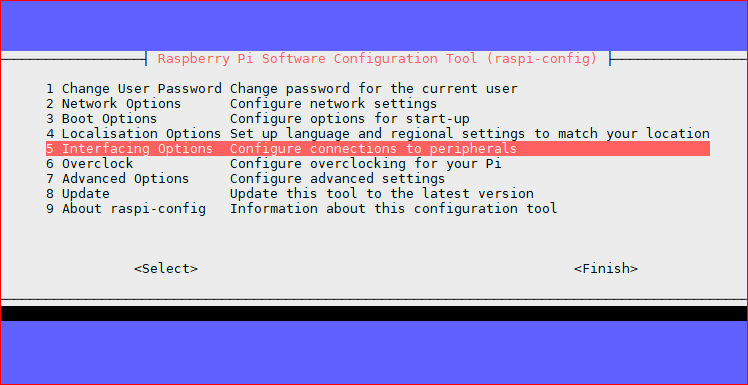 Raspberry Pi Software Configuration Tool (raspi-config)
1 Change User Password Change password for the current user
2 Network Options Configure network settings
3 Boot Options Configure options for start-up
4 Localisation Options Set up language and regional settings to match your location
5 Interfacing Options Configure connections to peripherals
6 Overclock Configure overclocking for your Pi
7 Advanced Options Configure advanced settings
8 Update Update this tool to the latest version
9 About raspi-config Information about this configuration tool
<Select> <Finish>